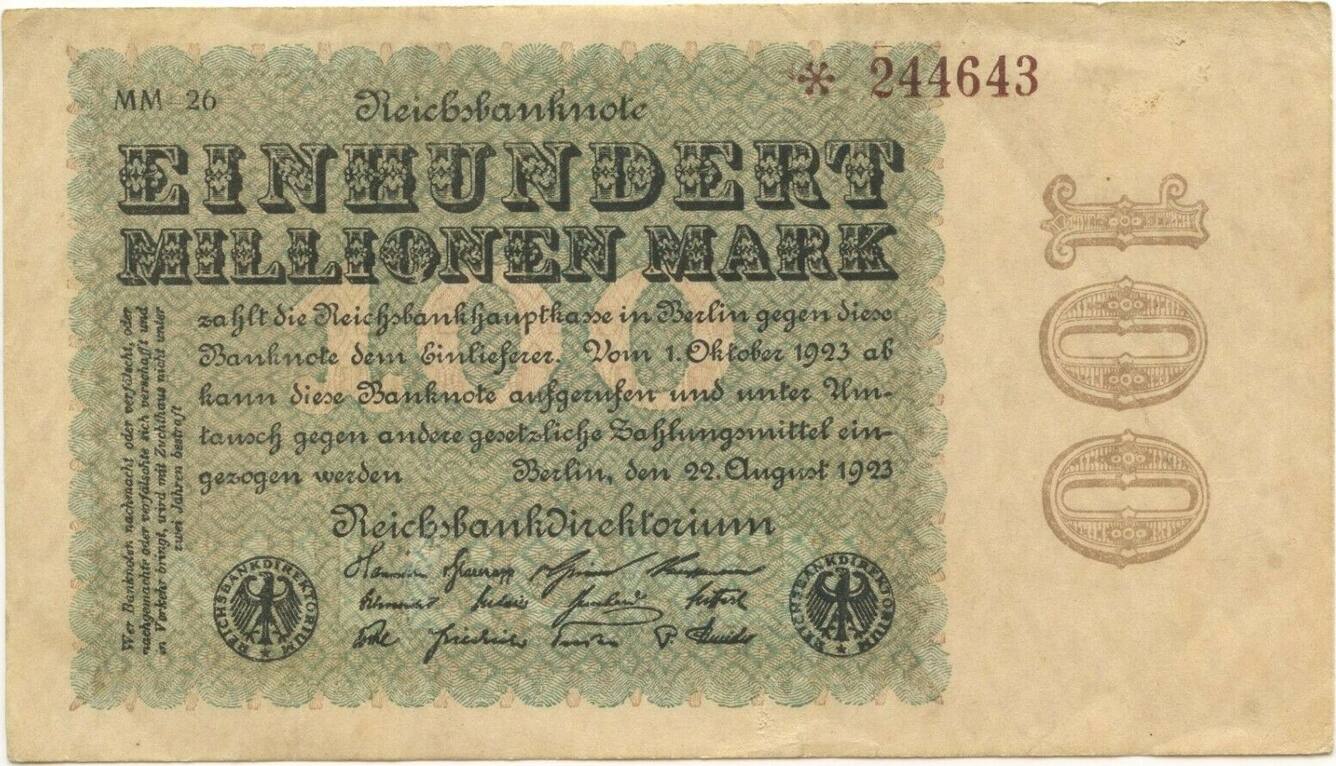 MM - 26
* 244643
Reichsbanknote
EINHUNDERT
MILLIONEN MARK
100
zahlt die Reichsbankhauptkasse in Berlin gegen diese
Banknote dem Einlieferer. Vom 1. Oktober 1923 ab
kann diese Banknote aufgerufen und unter Um-
tausch gegen andere gesetzliche Zahlungsmittel ein-
gezogen werden
Berlin, den 22. August 1923
Reichsbankdirektorium
REICHSBANKDIREKTORIUM
REICHSBANKDIREKTORIUM
Wer Banknoten nachmacht oder verfälscht, oder
nachgemachte oder verfälschte sich verschafft und
in Verkehr bringt, wird mit Zuchthaus nicht unter
zwei Jahren bestraft
100